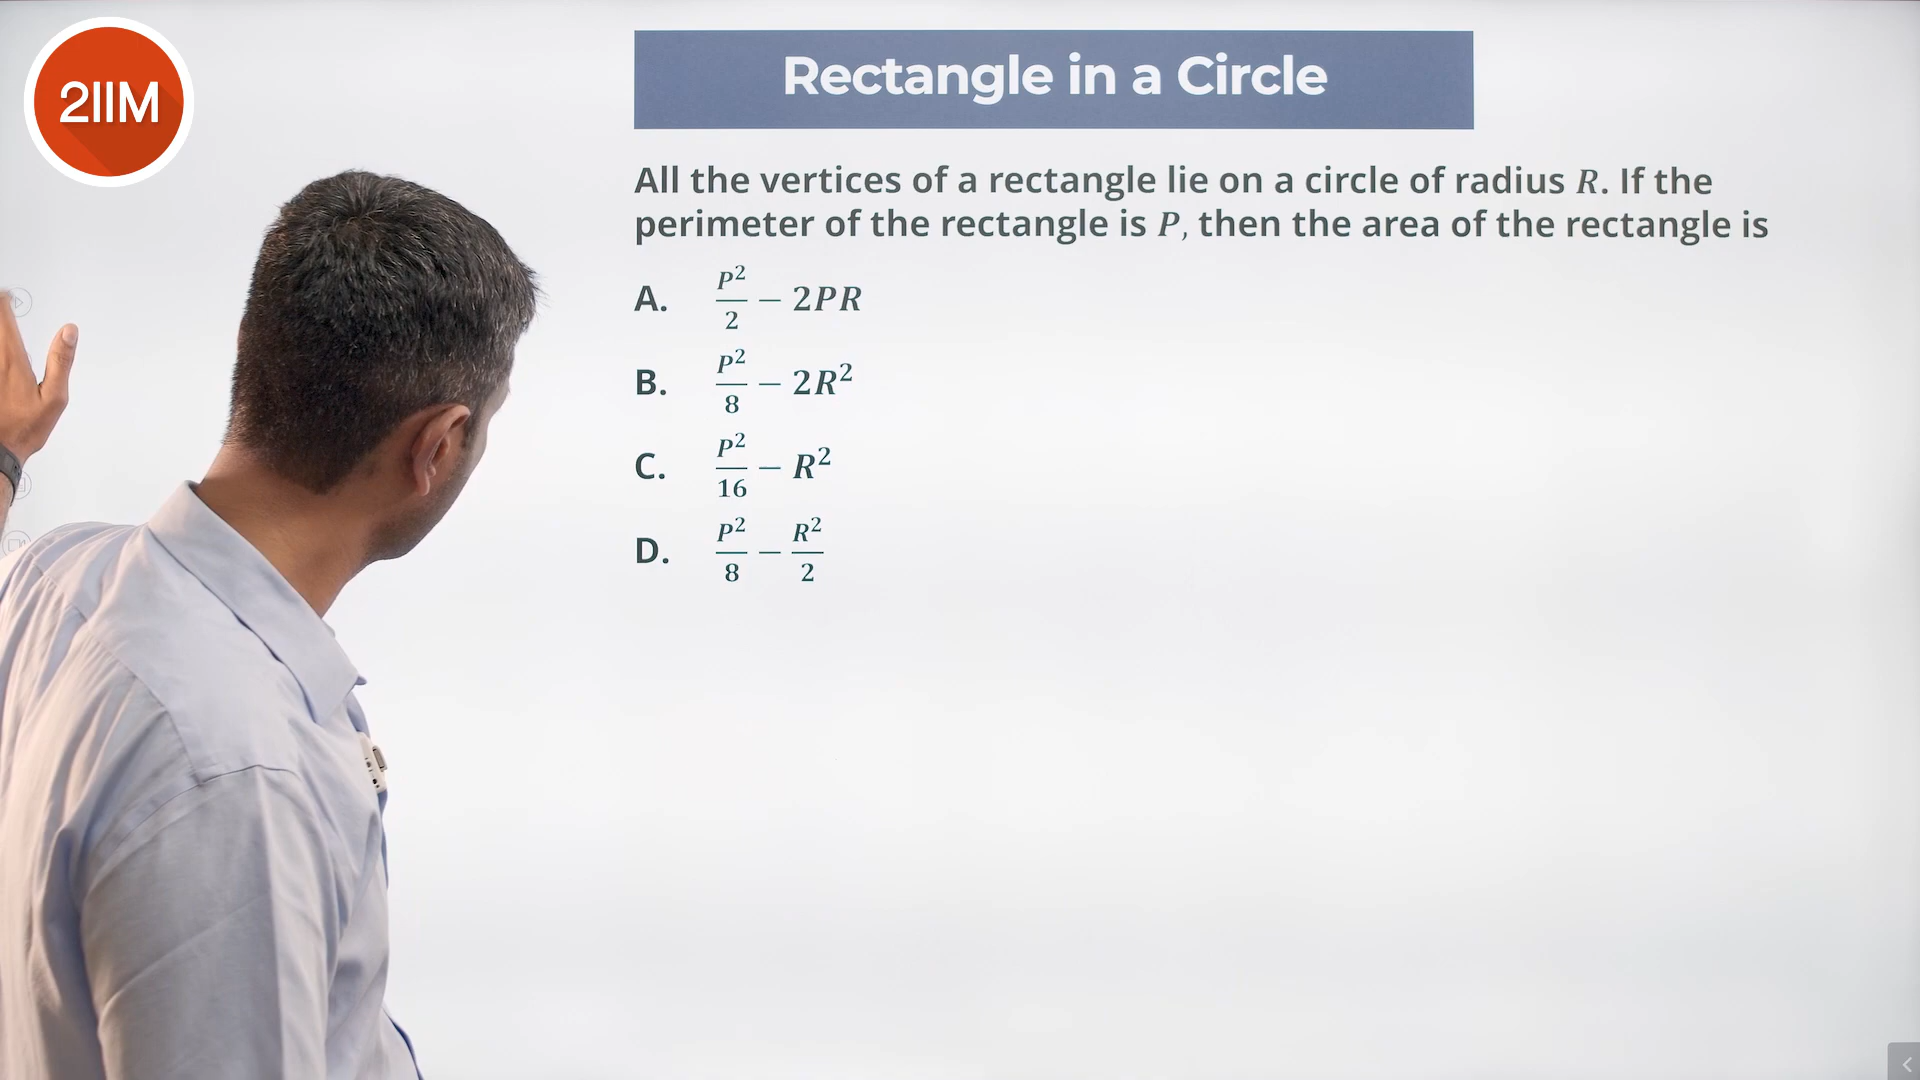 2IIM
Rectangle in a Circle
All the vertices of a rectangle lie on a circle of radius R. If the
perimeter of the rectangle is P, then the area of the rectangle is
A. P²/2 − 2PR
B. P²/8 − 2R²
C. P²/16 − R²
D. P²/8 − R²/2